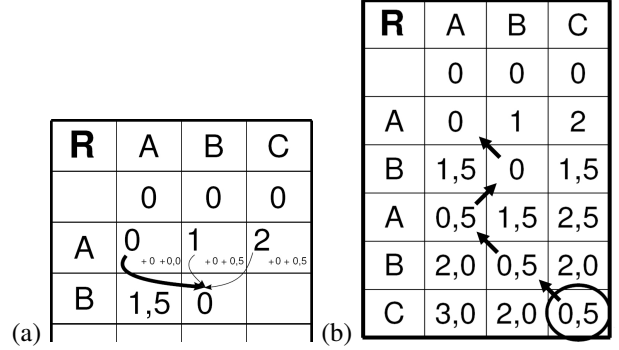 R A B C
0 0 0
A 0 1 2
+0 +0,0 +0 +0,5 +0 +0,5
B 1,5 0
(a)
R A B C
0 0 0
A 0 1 2
B 1,5 0 1,5
A 0,5 1,5 2,5
B 2,0 0,5 2,0
C 3,0 2,0 0,5
(b)